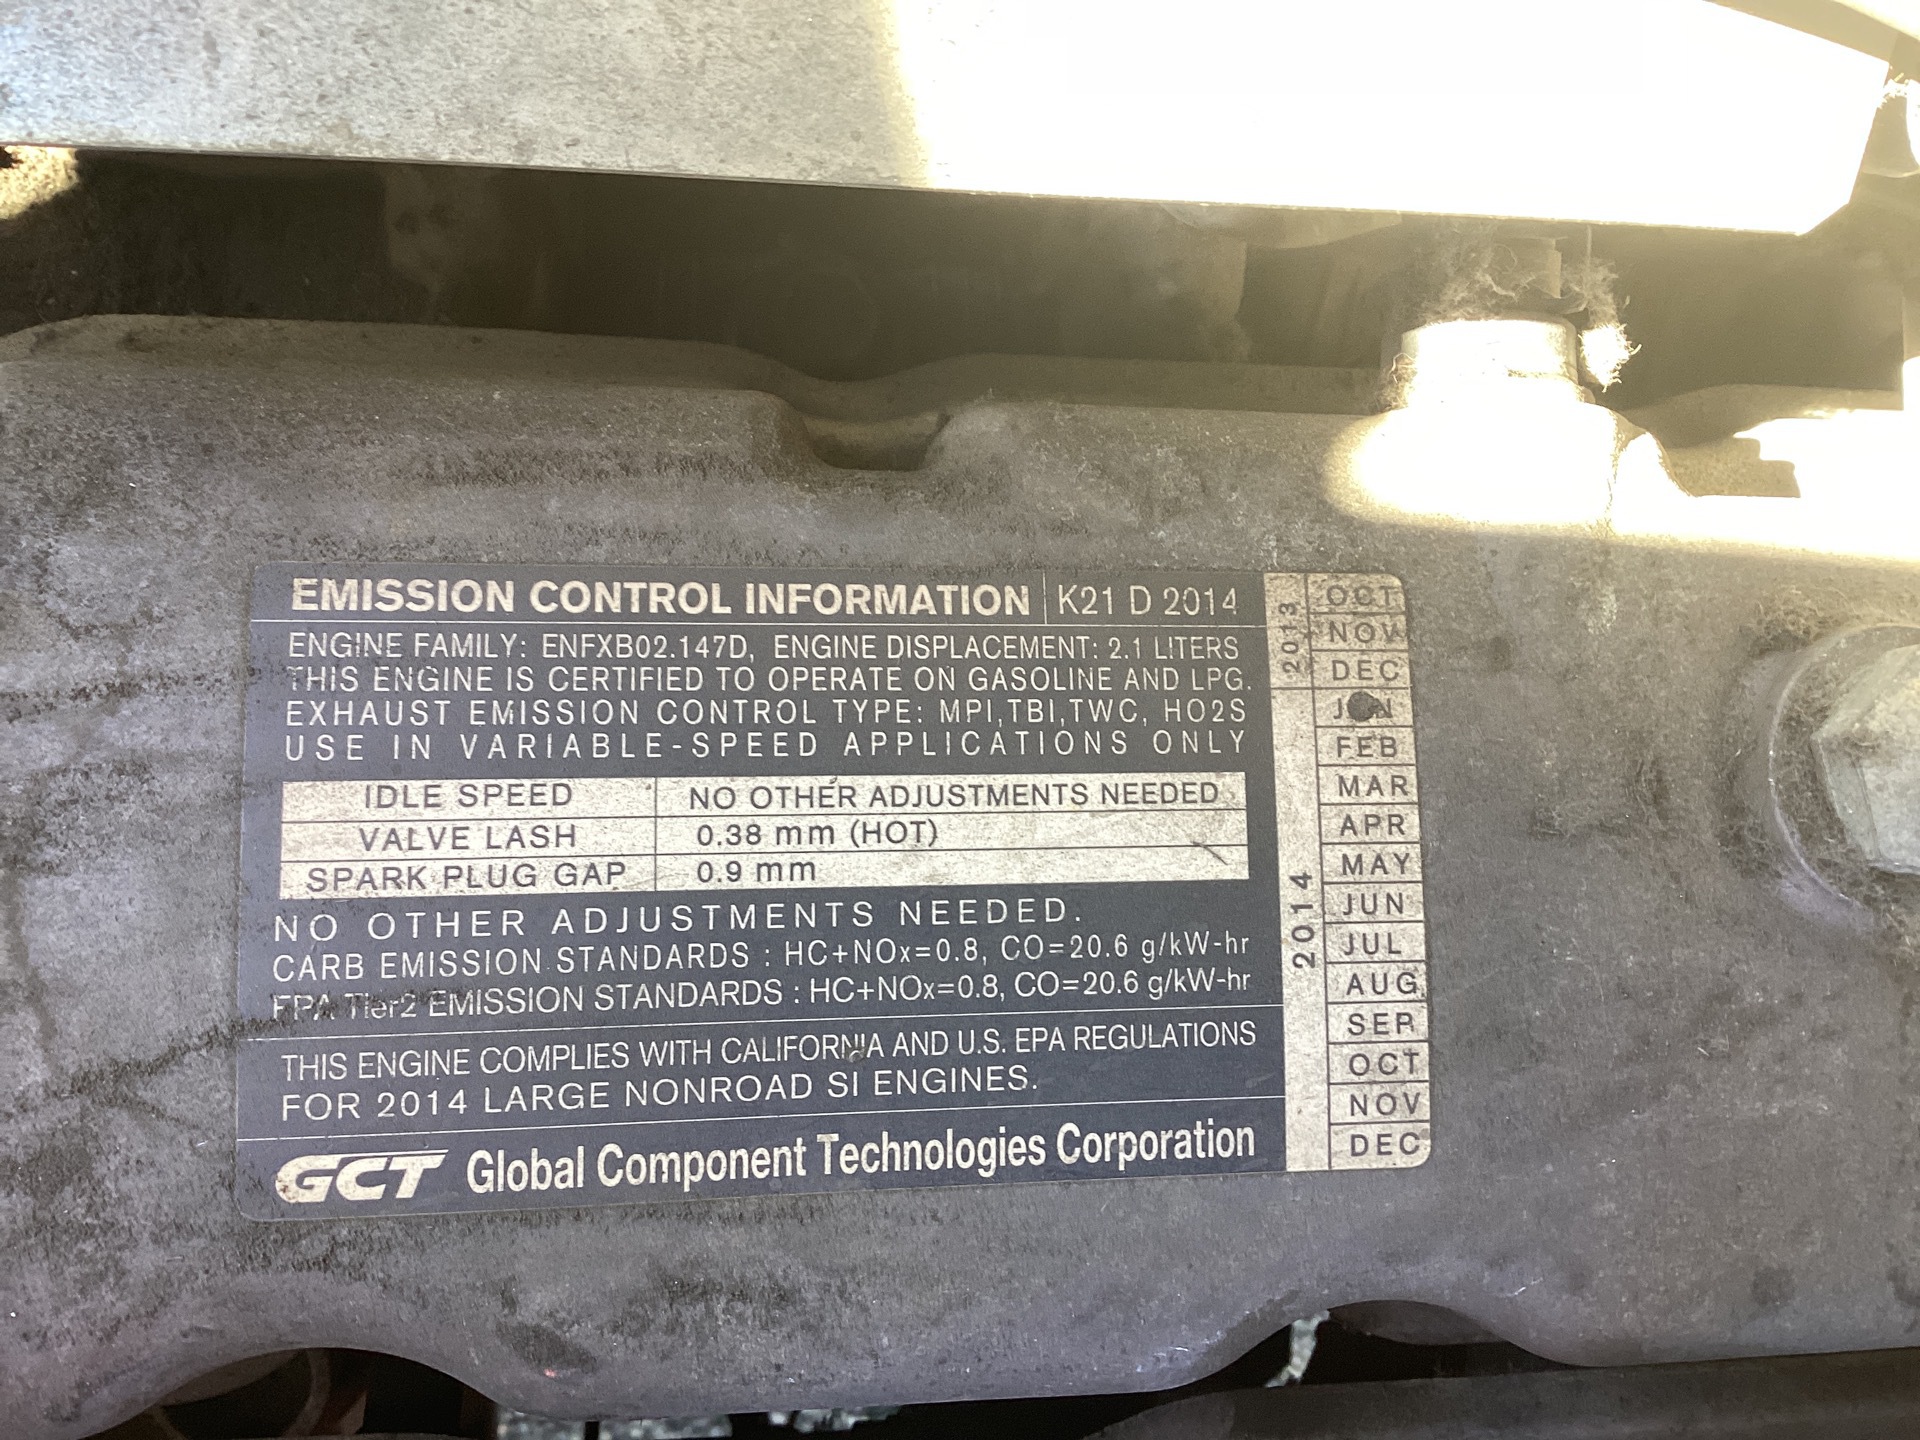 EMISSION CONTROL INFORMATION K21 D 2014
ENGINE FAMILY: ENFXB02.147D, ENGINE DISPLACEMENT: 2.1 LITERS
THIS ENGINE IS CERTIFIED TO OPERATE ON GASOLINE AND LPG.
EXHAUST EMISSION CONTROL TYPE: MPI,TBI,TWC, HO2S
USE IN VARIABLE-SPEED APPLICATIONS ONLY
IDLE SPEED NO OTHER ADJUSTMENTS NEEDED
VALVE LASH 0.38 mm (HOT)
SPARK PLUG GAP 0.9 mm
NO OTHER ADJUSTMENTS NEEDED.
CARB EMISSION STANDARDS : HC+NOx=0.8, CO=20.6 g/kW-hr
EPA Tier2 EMISSION STANDARDS : HC+NOx=0.8, CO=20.6 g/kW-hr
THIS ENGINE COMPLIES WITH CALIFORNIA AND U.S. EPA REGULATIONS
FOR 2014 LARGE NONROAD SI ENGINES.
GCT Global Component Technologies Corporation
2013
OCT
NOV
DEC
2014
JAN
FEB
MAR
APR
MAY
JUN
JUL
AUG
SEP
OCT
NOV
DEC